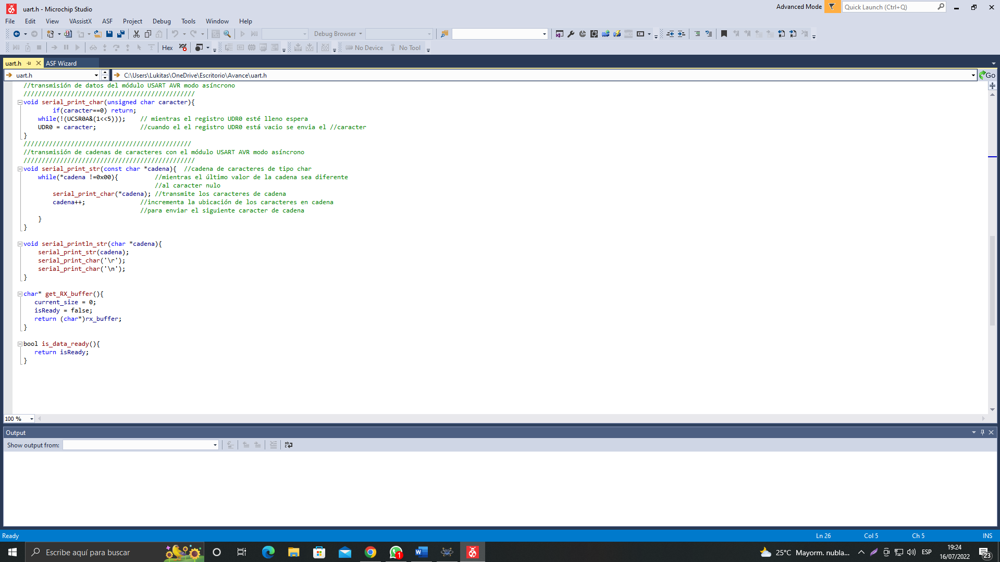 uart.h - Microchip Studio
Advanced Mode
Quick Launch (Ctrl+Q)
File Edit View VAssistX ASF Project Debug Tools Window Help
Debug Browser
Hex
No Device
No Tool
uart.h
ASF Wizard
uart.h
C:\Users\Lukitas\OneDrive\Escritorio\Avance\uart.h
Go
//transmisión de datos del módulo USART AVR modo asíncrono
///////////////////////////////////////////////
void serial_print_char(unsigned char caracter){
if(caracter==0) return;
while(!(UCSR0A&(1<<5))); // mientras el registro UDR0 esté lleno espera
UDR0 = caracter; //cuando el el registro UDR0 está vacio se envia el //caracter
}
//////////////////////////////////////////////
//transmisión de cadenas de caracteres con el módulo USART AVR modo asíncrono
///////////////////////////////////////////////
void serial_print_str(const char *cadena){ //cadena de caracteres de tipo char
while(*cadena !=0x00){ //mientras el último valor de la cadena sea diferente
//al caracter nulo
serial_print_char(*cadena); //transmite los caracteres de cadena
cadena++; //incrementa la ubicación de los caracteres en cadena
//para enviar el siguiente caracter de cadena
}
}
void serial_println_str(char *cadena){
serial_print_str(cadena);
serial_print_char('\r');
serial_print_char('\n');
}
char* get_RX_buffer(){
current_size = 0;
isReady = false;
return (char*)rx_buffer;
}
bool is_data_ready(){
return isReady;
}
100 %
Output
Show output from:
Ready
Ln 26
Col 5
Ch 5
INS
Escribe aquí para buscar
1
25°C Mayorm. nubla...
ESP
19:24
16/07/2022
23